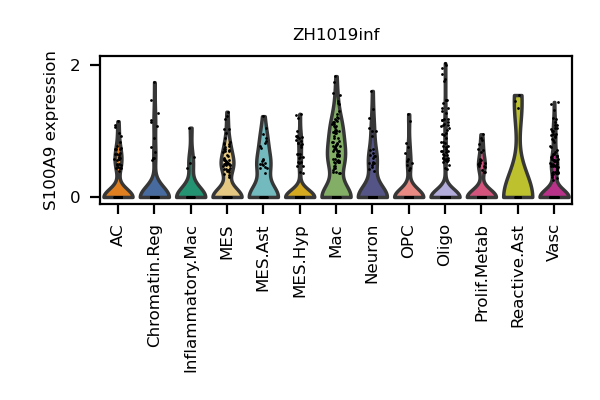 ZH1019inf
S100A9 expression
2
0
AC
Chromatin.Reg
Inflammatory.Mac
MES
MES.Ast
MES.Hyp
Mac
Neuron
OPC
Oligo
Prolif.Metab
Reactive.Ast
Vasc